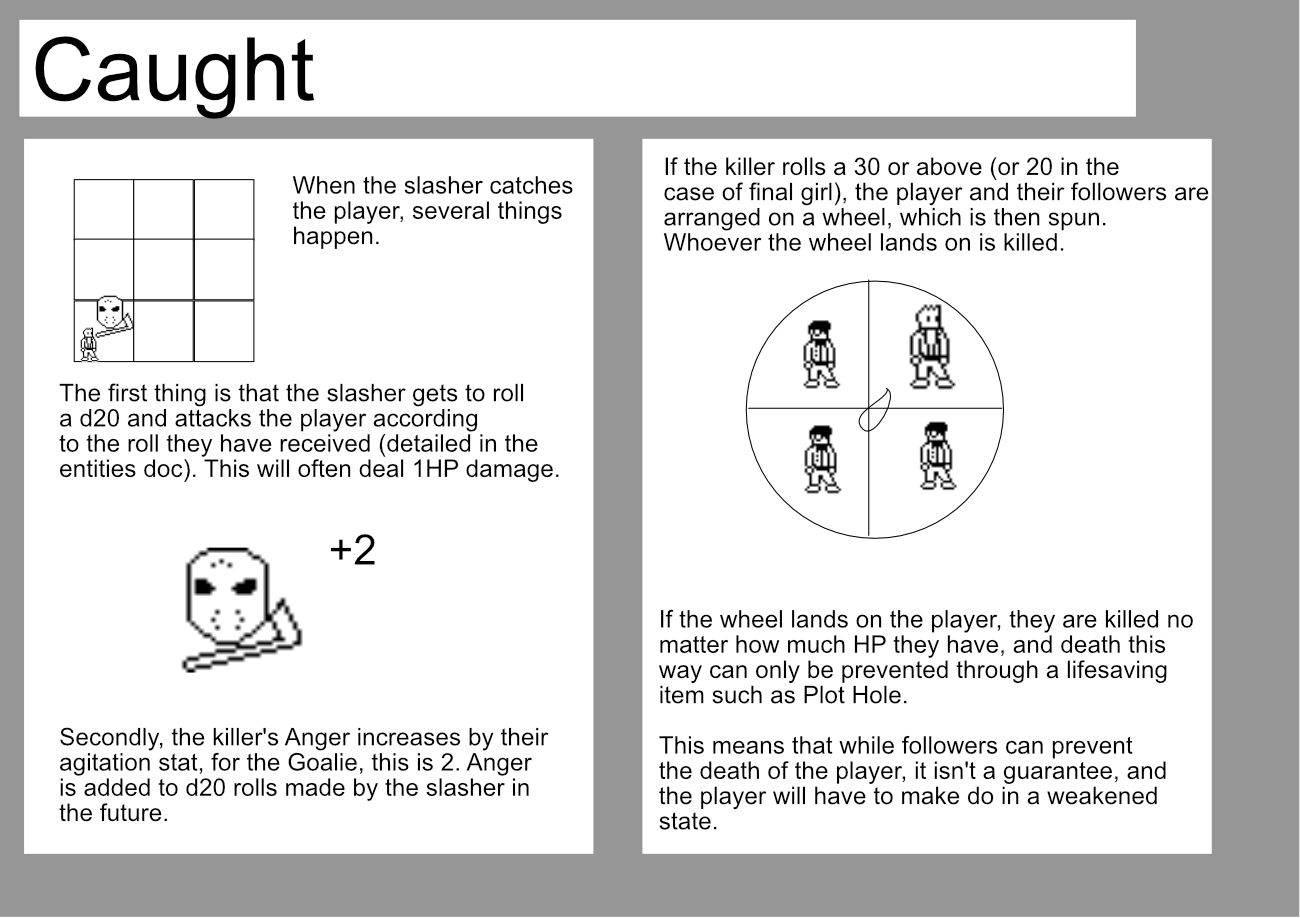 Caught
When the slasher catches
the player, several things
happen.
The first thing is that the slasher gets to roll
a d20 and attacks the player according
to the roll they have received (detailed in the
entities doc). This will often deal 1HP damage.
+2
Secondly, the killer's Anger increases by their
agitation stat, for the Goalie, this is 2. Anger
is added to d20 rolls made by the slasher in
the future.
If the killer rolls a 30 or above (or 20 in the
case of final girl), the player and their followers are
arranged on a wheel, which is then spun.
Whoever the wheel lands on is killed.
If the wheel lands on the player, they are killed no
matter how much HP they have, and death this
way can only be prevented through a lifesaving
item such as Plot Hole.
This means that while followers can prevent
the death of the player, it isn't a guarantee, and
the player will have to make do in a weakened
state.